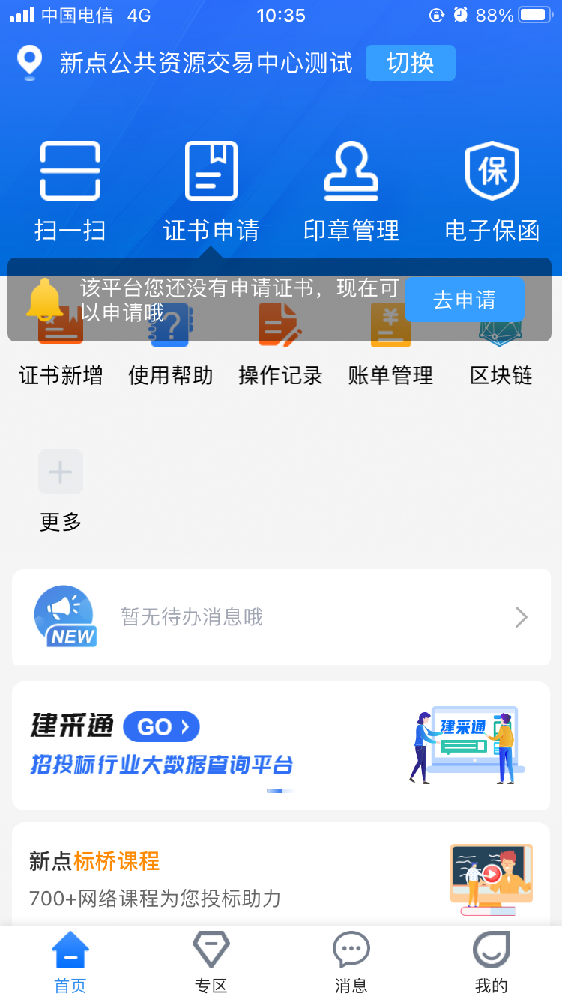 中国电信 4G 10:35 88%
新点公共资源交易中心测试 切换
保
扫一扫 证书申请 印章管理 电子保函
该平台您还没有申请证书，现在可
以申请哦
去申请
证书新增 使用帮助 操作记录 账单管理 区块链
更多
NEW
暂无待办消息哦
建采通 GO
招投标行业大数据查询平台
建采通
新点标桥课程
700+网络课程为您投标助力
首页 专区 消息 我的